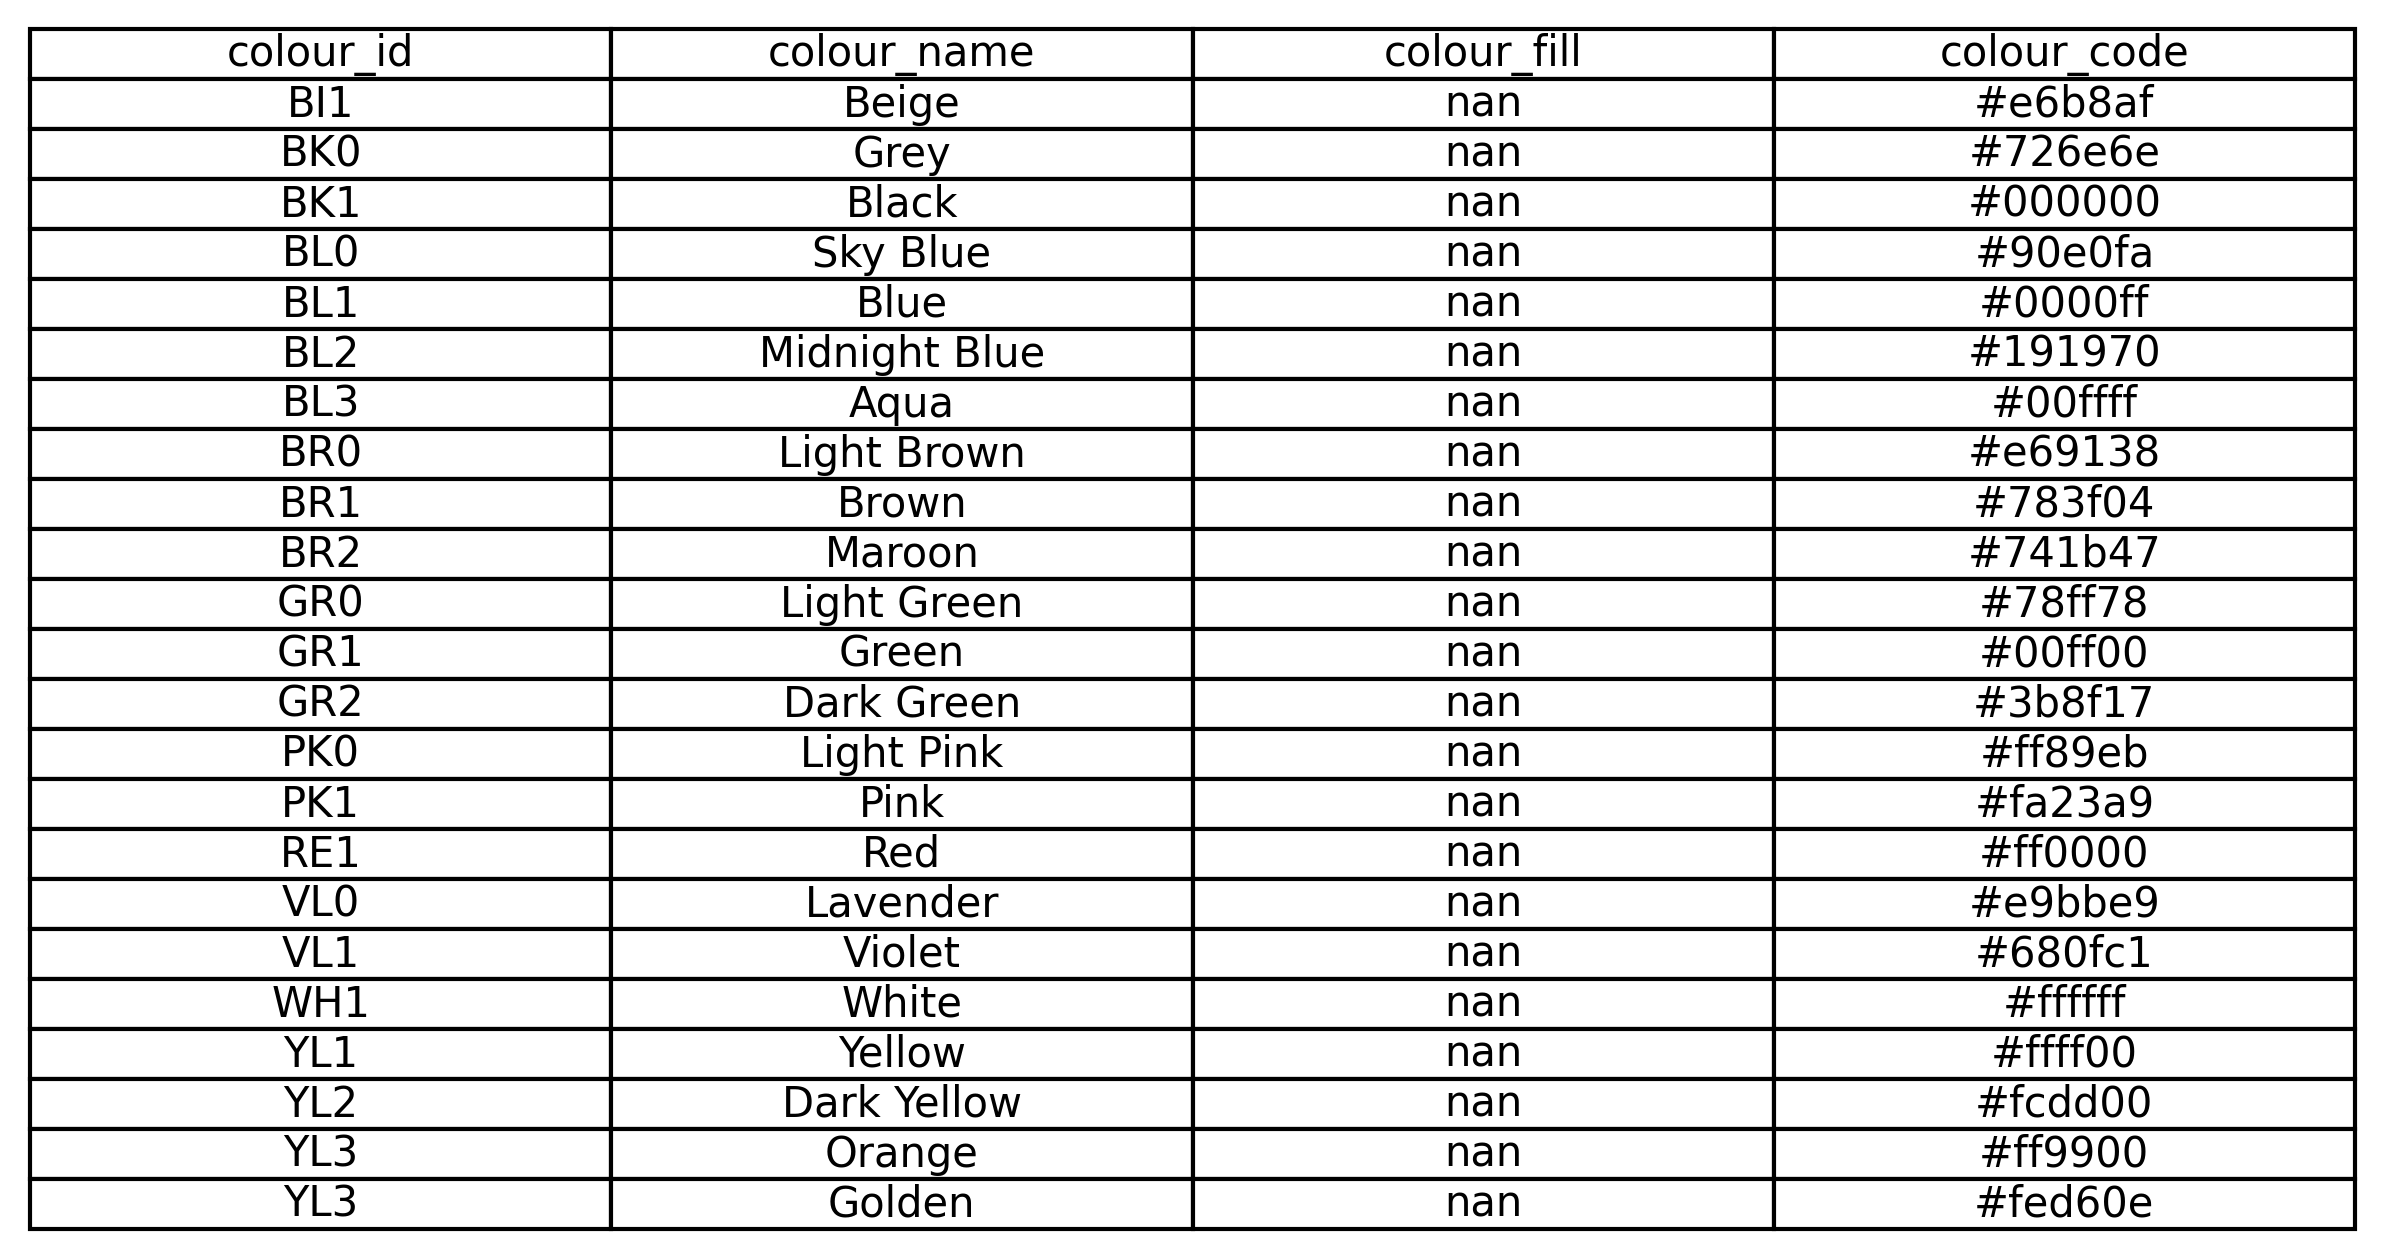 colour_id colour_name colour_fill colour_code
BI1 Beige nan #e6b8af
BK0 Grey nan #726e6e
BK1 Black nan #000000
BL0 Sky Blue nan #90e0fa
BL1 Blue nan #0000ff
BL2 Midnight Blue nan #191970
BL3 Aqua nan #00ffff
BR0 Light Brown nan #e69138
BR1 Brown nan #783f04
BR2 Maroon nan #741b47
GR0 Light Green nan #78ff78
GR1 Green nan #00ff00
GR2 Dark Green nan #3b8f17
PK0 Light Pink nan #ff89eb
PK1 Pink nan #fa23a9
RE1 Red nan #ff0000
VL0 Lavender nan #e9bbe9
VL1 Violet nan #680fc1
WH1 White nan #ffffff
YL1 Yellow nan #ffff00
YL2 Dark Yellow nan #fcdd00
YL3 Orange nan #ff9900
YL3 Golden nan #fed60e